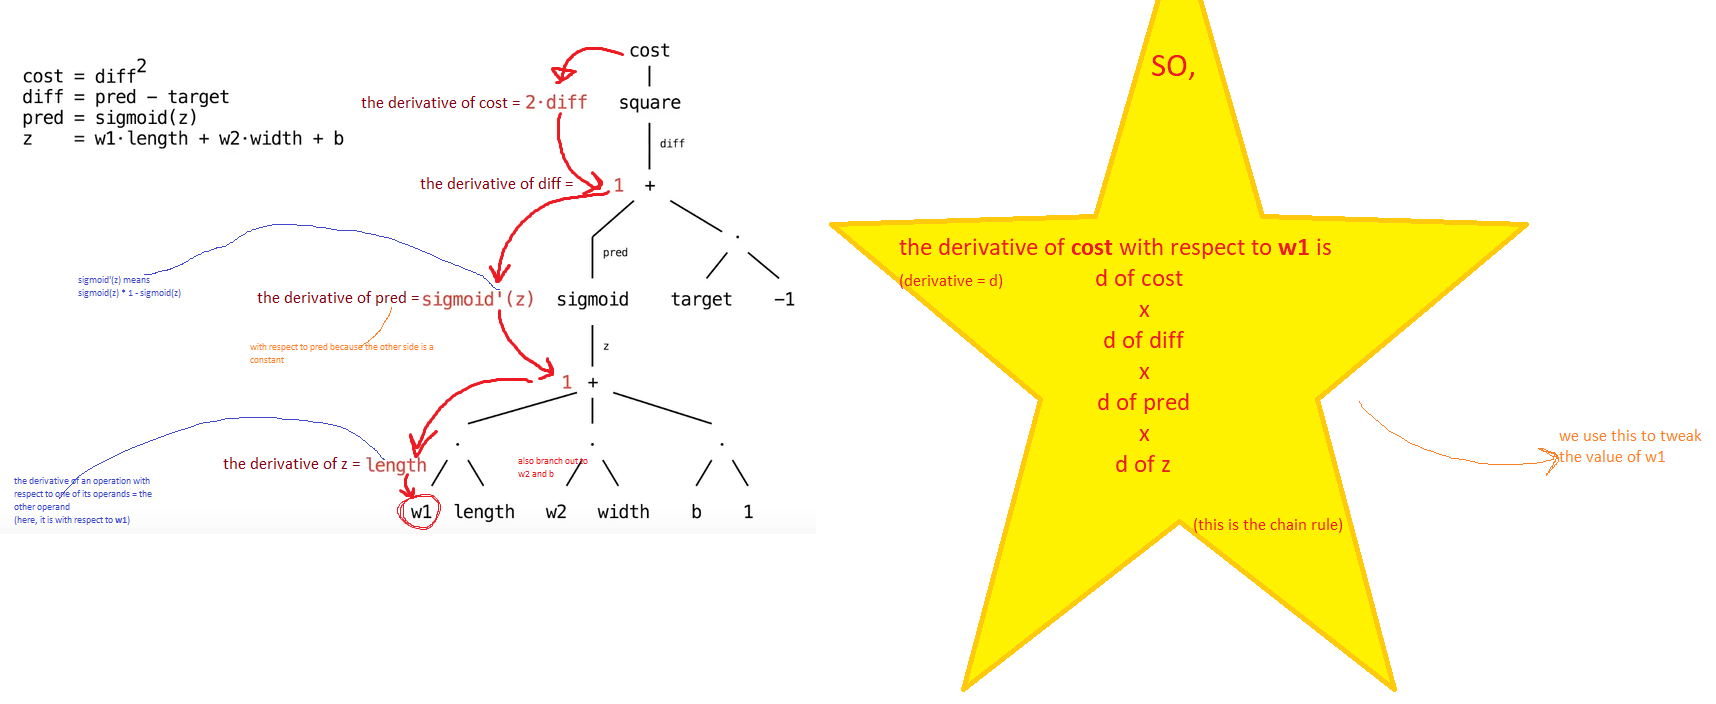 cost = diff2
diff = pred − target
pred = sigmoid(z)
z    = w1·length + w2·width + b
cost
the derivative of cost = 2·diff
square
diff
the derivative of diff = 1
+
·
pred
sigmoid'(z) means
sigmoid(z) * 1 - sigmoid(z)
the derivative of pred = sigmoid'(z)
sigmoid
target
−1
with respect to pred because the other side is a
constant
z
1
+
·
·
·
the derivative of z = length
also branch out to
w2 and b
the derivative of an operation with
respect to one of its operands = the
other operand
(here, it is with respect to w1)
w1
length
w2
width
b
1
SO,
the derivative of cost with respect to w1 is
(derivative = d)
d of cost
x
d of diff
x
d of pred
x
d of z
(this is the chain rule)
we use this to tweak
the value of w1